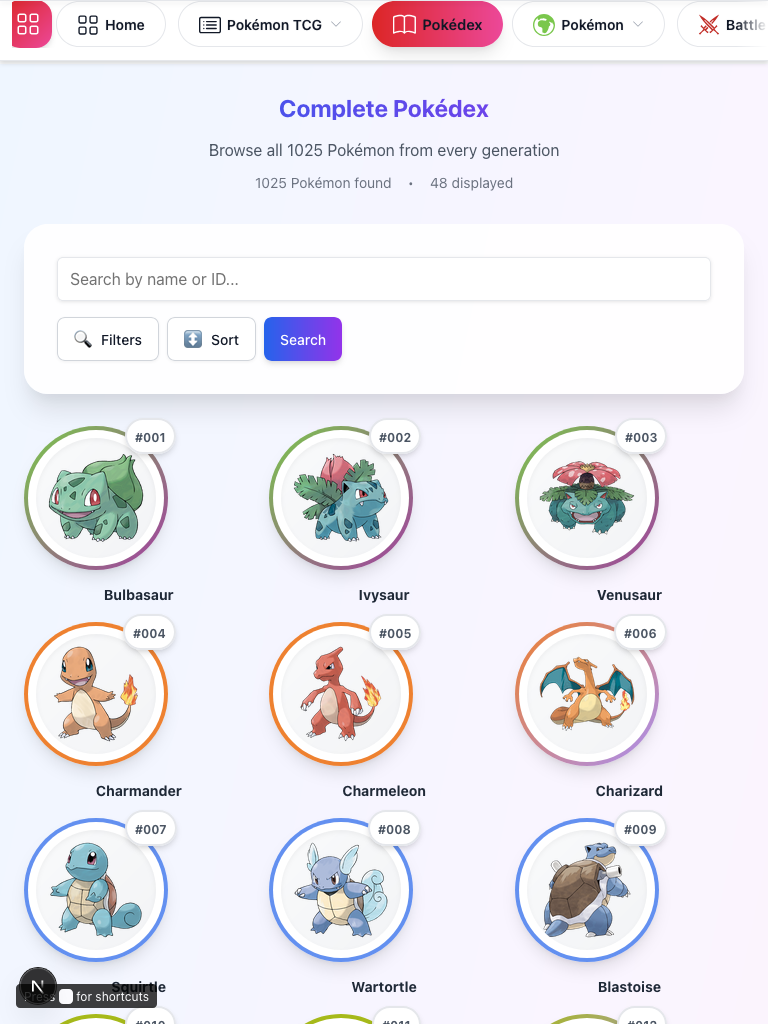 Home Pokémon TCG Pokédex Pokémon Battle
Complete Pokédex
Browse all 1025 Pokémon from every generation
1025 Pokémon found • 48 displayed
Search by name or ID...
Filters Sort Search
#001 #002 #003
Bulbasaur Ivysaur Venusaur
#004 #005 #006
Charmander Charmeleon Charizard
#007 #008 #009
Squirtle Wartortle Blastoise
N
Press for shortcuts